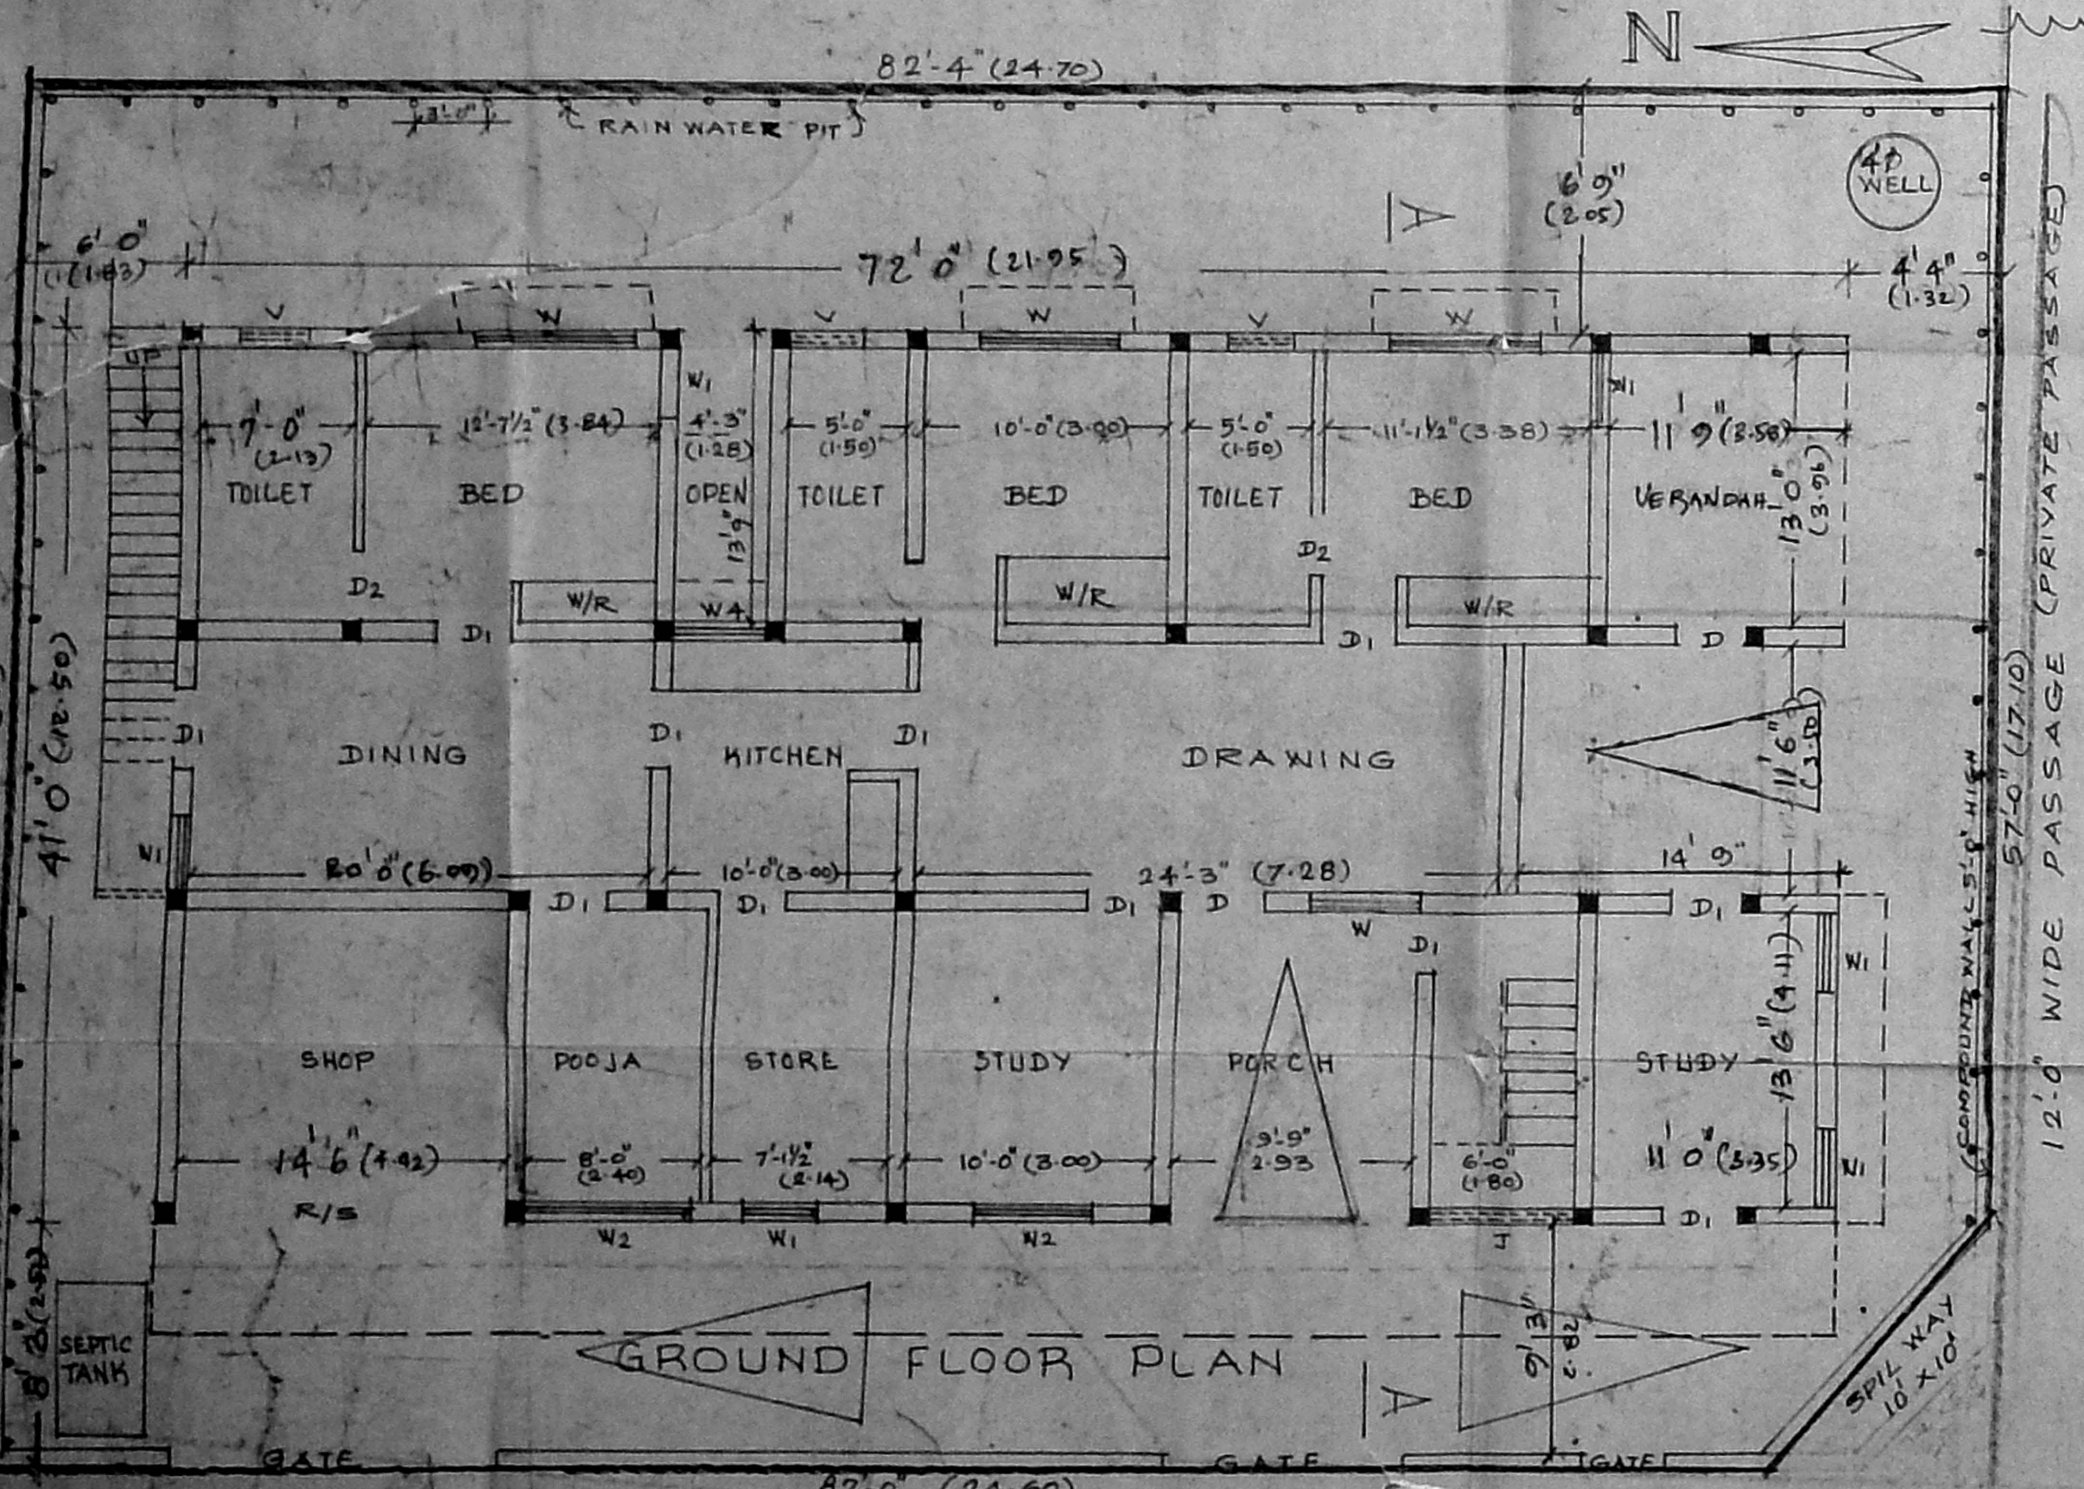 N
82'-4" (24.70)
3'-0"
RAIN WATER PIT
4'Ø
WELL
6'9"
(2.05)
A
6'-0"
(1.83)
72'0" (21.95)
4'4"
(1.32)
V
W
V
W
V
W
UP
W1
W1
7'-0"
(2.13)
12'-7½" (3.84)
4'-3"
(1.28)
5'-0"
(1.50)
10'-0" (3.00)
5'-0"
(1.50)
11'-1½" (3.38)
11'9" (3.58)
TOILET
BED
OPEN
TOILET
BED
TOILET
BED
VERANDAH
13'9"
13'0"
(3.96)
D2
D2
W/R
W4
W/R
W/R
D1
D1
D
41'0" (12.50)
D1
D1
D1
DINING
KITCHEN
DRAWING
11'6"
(3.50)
W1
20'0" (6.09)
10'-0" (3.00)
24'-3" (7.28)
14'9"
D1
D1
D1
D
W
D1
D1
W1
SHOP
POOJA
STORE
STUDY
PORCH
STUDY
13'6" (4.11)
14'6" (4.42)
8'-0"
(2.40)
7'-1½"
(2.14)
10'-0" (3.00)
9'-9"
2.93
6'-0"
(1.80)
11'0" (3.35)
W1
R/S
W2
W1
W2
J
D1
COMPOUND WALL 5'-0" HIGH
57'-0" (17.10)
12'-0" WIDE PASSAGE (PRIVATE PASSAGE)
SEPTIC
TANK
GROUND FLOOR PLAN
9'3"
2.82
A
SPIL WAY
10' X 10'
GATE
GATE
GATE